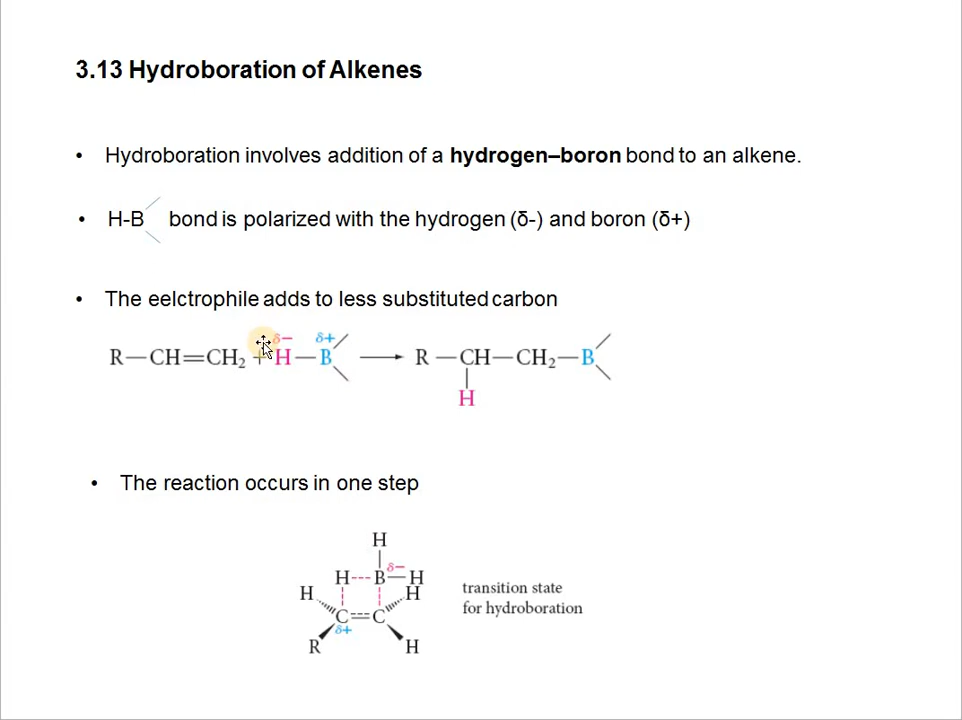 3.13 Hydroboration of Alkenes
• Hydroboration involves addition of a hydrogen–boron bond to an alkene.
• H-B bond is polarized with the hydrogen (δ-) and boron (δ+)
• The eelctrophile adds to less substituted carbon
δ− δ+
R—CH=CH₂ + H—B ⟶ R—CH—CH₂—B
H
• The reaction occurs in one step
H
δ−
H---B—H
H H
C===C
δ+
R H
transition state
for hydroboration